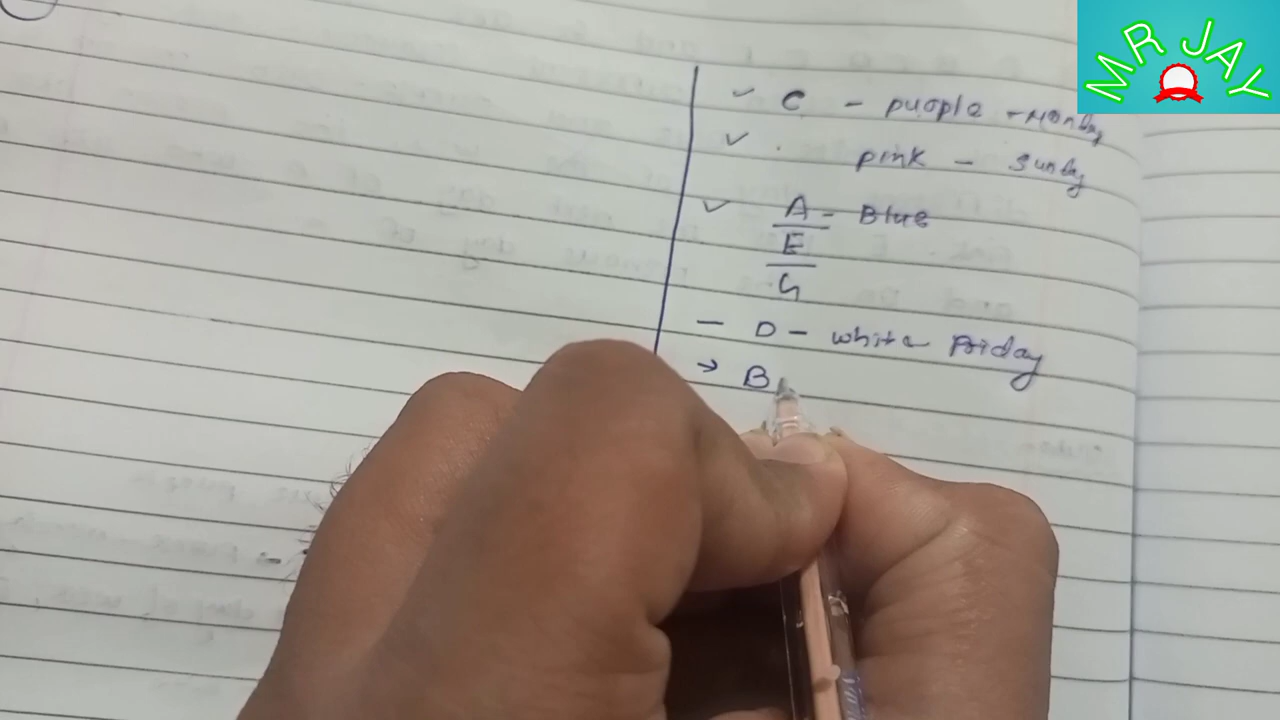 MR JAY
✓ C - purple - Monday
✓ pink - Sunday
✓ A - Blue
E
G
- D - white Friday
→ B